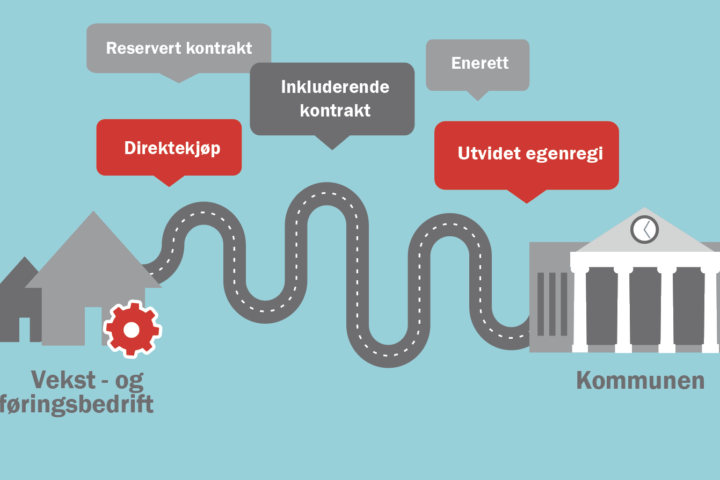 Reservert kontrakt
Inkluderende
kontrakt
Enerett
Direktekjøp
Utvidet egenregi
Vekst - og
føringsbedrift
Kommunen